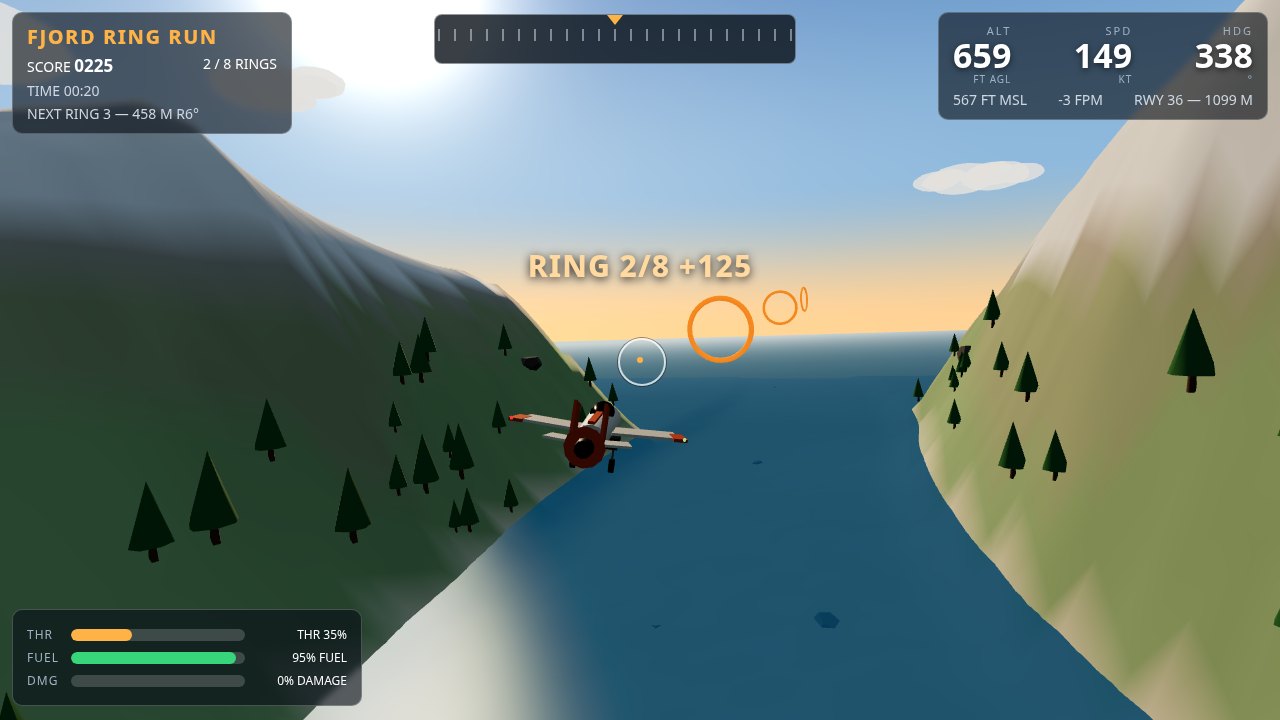 FJORD RING RUN
SCORE 0225
2 / 8 RINGS
TIME 00:20
NEXT RING 3 — 458 M R6°
ALT
659
FT AGL
SPD
149
KT
HDG
338
°
567 FT MSL
-3 FPM
RWY 36 — 1099 M
RING 2/8 +125
THR
THR 35%
FUEL
95% FUEL
DMG
0% DAMAGE